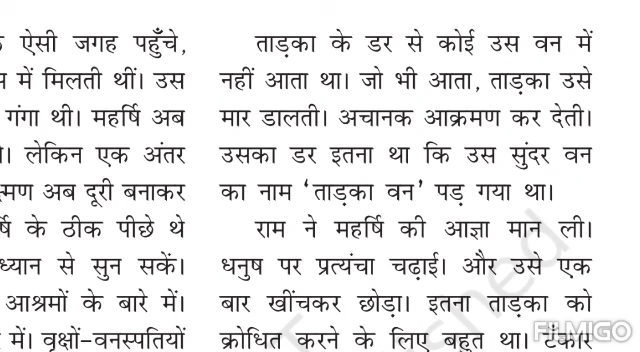 ऐसी जगह पहुँचे,
में मिलती थीं। उस
गंगा थी। महर्षि अब
लेकिन एक अंतर
अब दूरी बनाकर
के ठीक पीछे थे
से सुन सकें।
आश्रमों के बारे में।
में। वृक्षों-वनस्पतियों
ताड़का के डर से कोई उस वन में
नहीं आता था। जो भी आता, ताड़का उसे
मार डालती। अचानक आक्रमण कर देती।
उसका डर इतना था कि उस सुंदर वन
का नाम ‘ताड़का वन’ पड़ गया था।
राम ने महर्षि की आज्ञा मान ली।
धनुष पर प्रत्यंचा चढ़ाई। और उसे एक
बार खींचकर छोड़ा। इतना ताड़का को
क्रोधित करने के लिए बहुत था। टंकार
FILMIGO